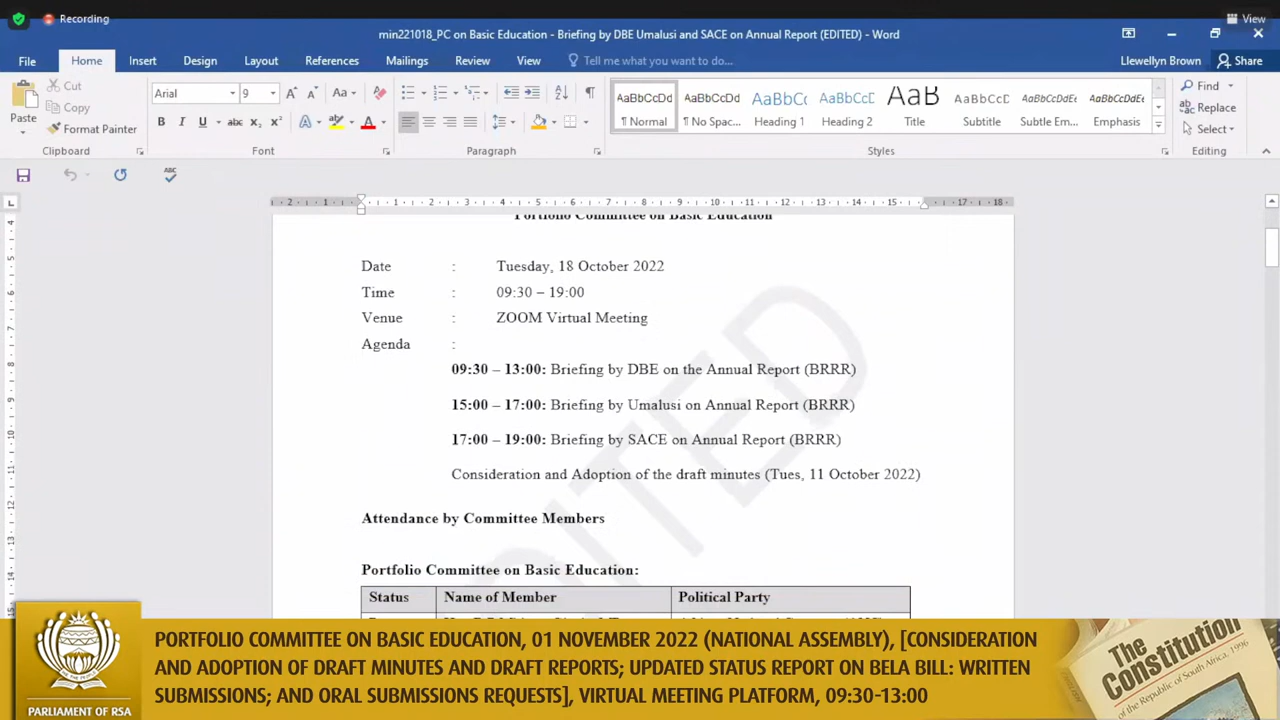 Recording
View
min221018_PC on Basic Education - Briefing by DBE Umalusi and SACE on Annual Report (EDITED) - Word
File Home Insert Design Layout References Mailings Review View Tell me what you want to do... Llewellyn Brown Share
Paste
Cut
Copy
Format Painter
Clipboard
Arial 9
Font
Paragraph
AaBbCcDd AaBbCcDd AaBbCc AaBbCcE AaB AaBbCcD AaBbCcDdE AaBbCcDdE
¶ Normal ¶ No Spac... Heading 1 Heading 2 Title Subtitle Subtle Em... Emphasis
Styles
Find
Replace
Select
Editing
Portfolio Committee on Basic Education
Date : Tuesday, 18 October 2022
Time : 09:30 – 19:00
Venue : ZOOM Virtual Meeting
Agenda :
09:30 – 13:00: Briefing by DBE on the Annual Report (BRRR)
15:00 – 17:00: Briefing by Umalusi on Annual Report (BRRR)
17:00 – 19:00: Briefing by SACE on Annual Report (BRRR)
Consideration and Adoption of the draft minutes (Tues, 11 October 2022)
Attendance by Committee Members
Portfolio Committee on Basic Education:
Status Name of Member Political Party
PORTFOLIO COMMITTEE ON BASIC EDUCATION, 01 NOVEMBER 2022 (NATIONAL ASSEMBLY), [CONSIDERATION
AND ADOPTION OF DRAFT MINUTES AND DRAFT REPORTS; UPDATED STATUS REPORT ON BELA BILL: WRITTEN
SUBMISSIONS; AND ORAL SUBMISSIONS REQUESTS], VIRTUAL MEETING PLATFORM, 09:30-13:00
PARLIAMENT OF RSA
The
Constitution